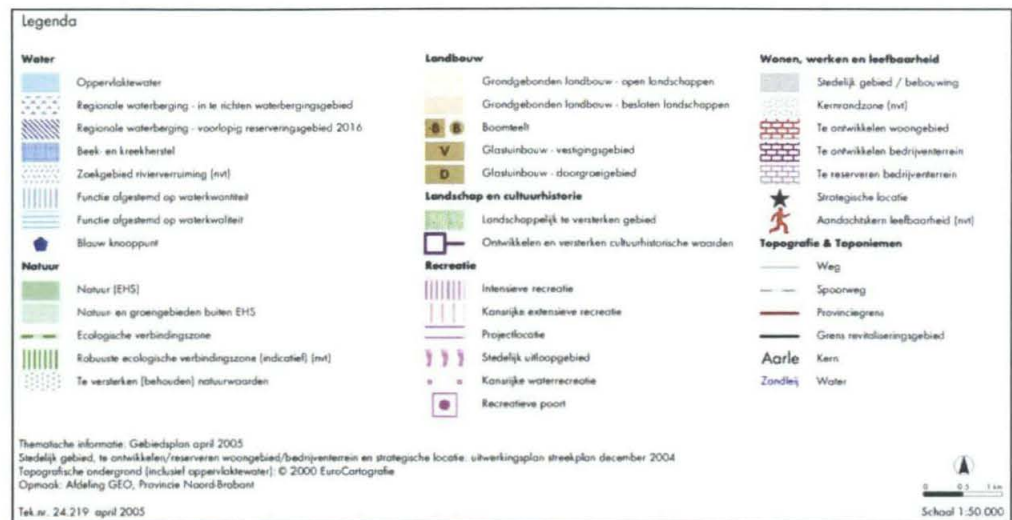 Legenda
Water
Oppervlaktewater
Regionale waterberging - in te richten waterbergingsgebied
Regionale waterberging - voorlopig reserveringsgebied 2016
Beek- en kreekherstel
Zoekgebied rivierverruiming (nvt)
Functie afgestemd op waterkwantiteit
Functie afgestemd op waterkwaliteit
Blauw knooppunt
Natuur
Natuur (EHS)
Natuur- en groengebieden buiten EHS
Ecologische verbindingszone
Robuuste ecologische verbindingszone (indicatief) (nvt)
Te versterken (behouden) natuurwaarden
Landbouw
Grondgebonden landbouw - open landschappen
Grondgebonden landbouw - besloten landschappen
B B Boomteelt
V Glastuinbouw - vestigingsgebied
D Glastuinbouw - doorgroeigebied
Landschap en cultuurhistorie
Landschappelijk te versterken gebied
Ontwikkelen en versterken cultuurhistorische waarden
Recreatie
Intensieve recreatie
Kansrijke extensieve recreatie
Projectlocatie
Stedelijk uitloopgebied
Kansrijke waterrecreatie
Recreatieve poort
Wonen, werken en leefbaarheid
Stedelijk gebied / bebouwing
Kernrandzone (nvt)
Te ontwikkelen woongebied
Te ontwikkelen bedrijventerrein
Te reserveren bedrijventerrein
Strategische locatie
Aandachtskern leefbaarheid (nvt)
Topografie & Toponiemen
Weg
Spoorweg
Provinciegrens
Grens revitaliseringsgebied
Aarle Kern
Zandleij Water
Thematische informatie: Gebiedsplan april 2005
Stedelijk gebied, te ontwikkelen/reserveren woongebied/bedrijventerrein en strategische locatie: uitwerkingsplan streekplan december 2004
Topografische ondergrond (inclusief oppervlaktewater): © 2000 EuroCartografie
Opmaak: Afdeling GEO, Provincie Noord-Brabant
Tek.nr. 24.219 april 2005
0 0.5 1 km
Schaal 1:50.000